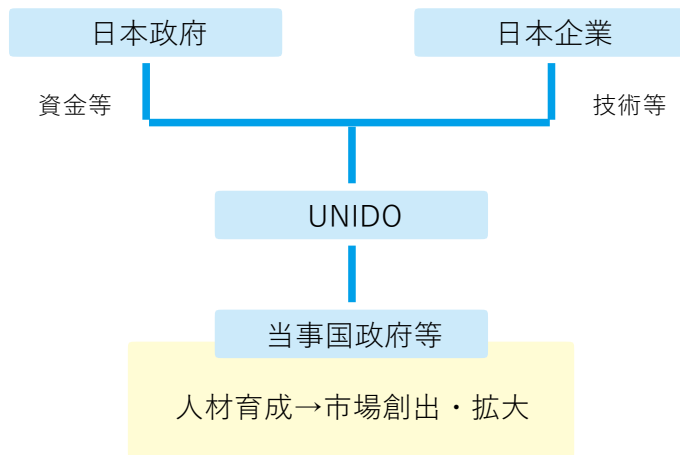 日本政府
日本企業
資金等
技術等
UNIDO
当事国政府等
人材育成→市場創出・拡大